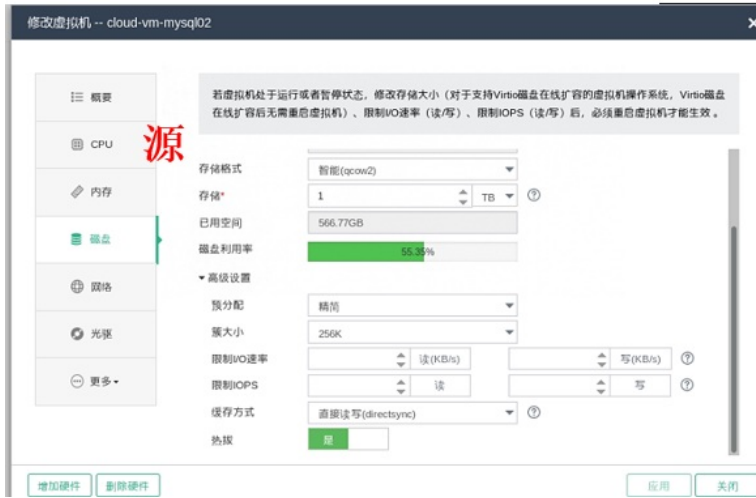 修改虚拟机 -- cloud-vm-mysql02
若虚拟机处于运行或者暂停状态，修改存储大小（对于支持Virtio磁盘在线扩容的虚拟机操作系统，Virtio磁盘
在线扩容后无需重启虚拟机）、限制I/O速率（读/写）、限制IOPS（读/写）后，必须重启虚拟机才能生效。
概要
CPU
源
内存
磁盘
网络
光驱
更多
存储格式 智能(qcow2)
存储* 1 TB
已用空间 566.77GB
磁盘利用率 55.35%
高级设置
预分配 精简
簇大小 256K
限制I/O速率 读(KB/s) 写(KB/s)
限制IOPS 读 写
缓存方式 直接读写(directsync)
热拔 是
增加硬件 删除硬件 应用 关闭